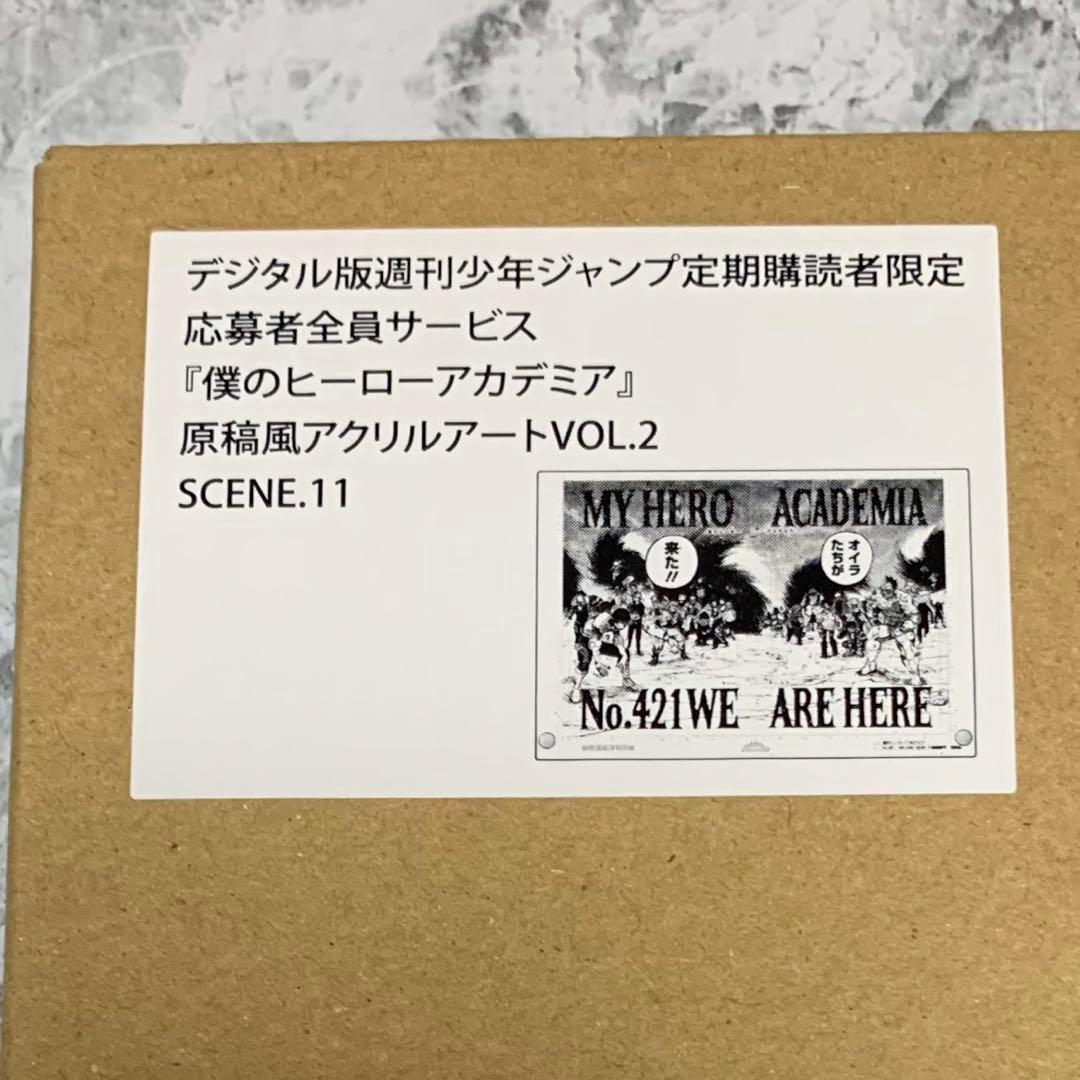 デジタル版週刊少年ジャンプ定期購読者限定
応募者全員サービス
『僕のヒーローアカデミア』
原稿風アクリルアートVOL.2
SCENE.11
MY HERO ACADEMIA
オイラ
たちが
来た!!
No.421WE ARE HERE